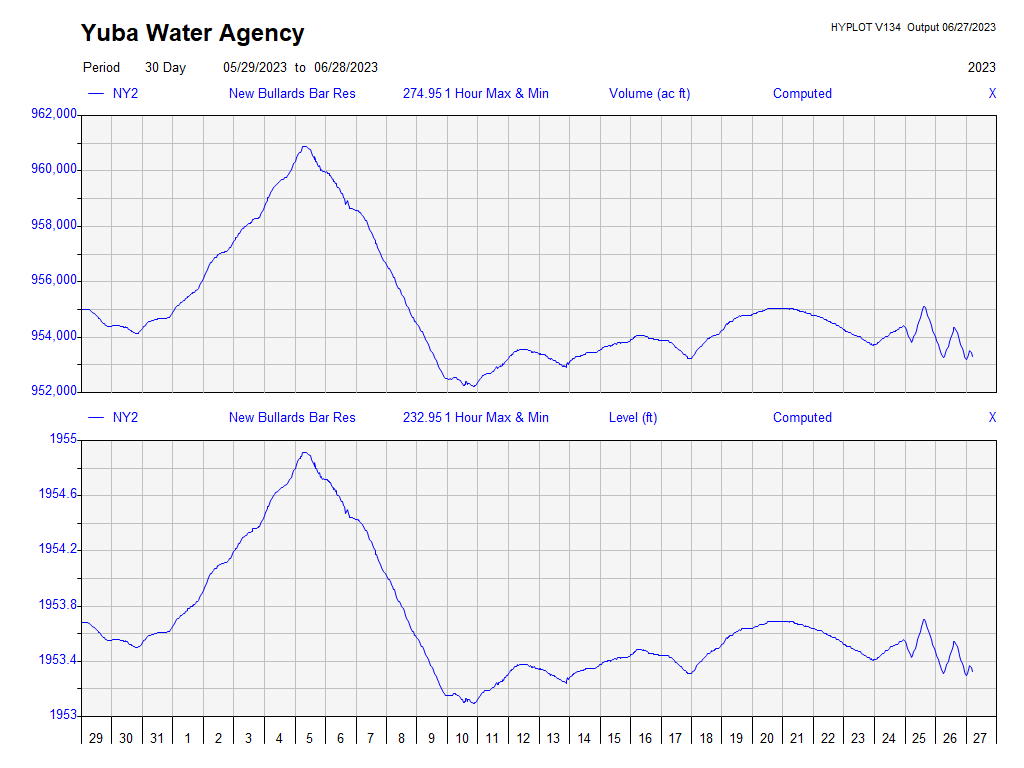 Yuba Water Agency
HYPLOT V134 Output 06/27/2023
Period 30 Day 05/29/2023 to 06/28/2023 2023
NY2 New Bullards Bar Res 274.95 1 Hour Max & Min Volume (ac ft) Computed X
962,000
960,000
958,000
956,000
954,000
952,000
NY2 New Bullards Bar Res 232.95 1 Hour Max & Min Level (ft) Computed X
1955
1954.6
1954.2
1953.8
1953.4
1953
29 30 31 1 2 3 4 5 6 7 8 9 10 11 12 13 14 15 16 17 18 19 20 21 22 23 24 25 26 27